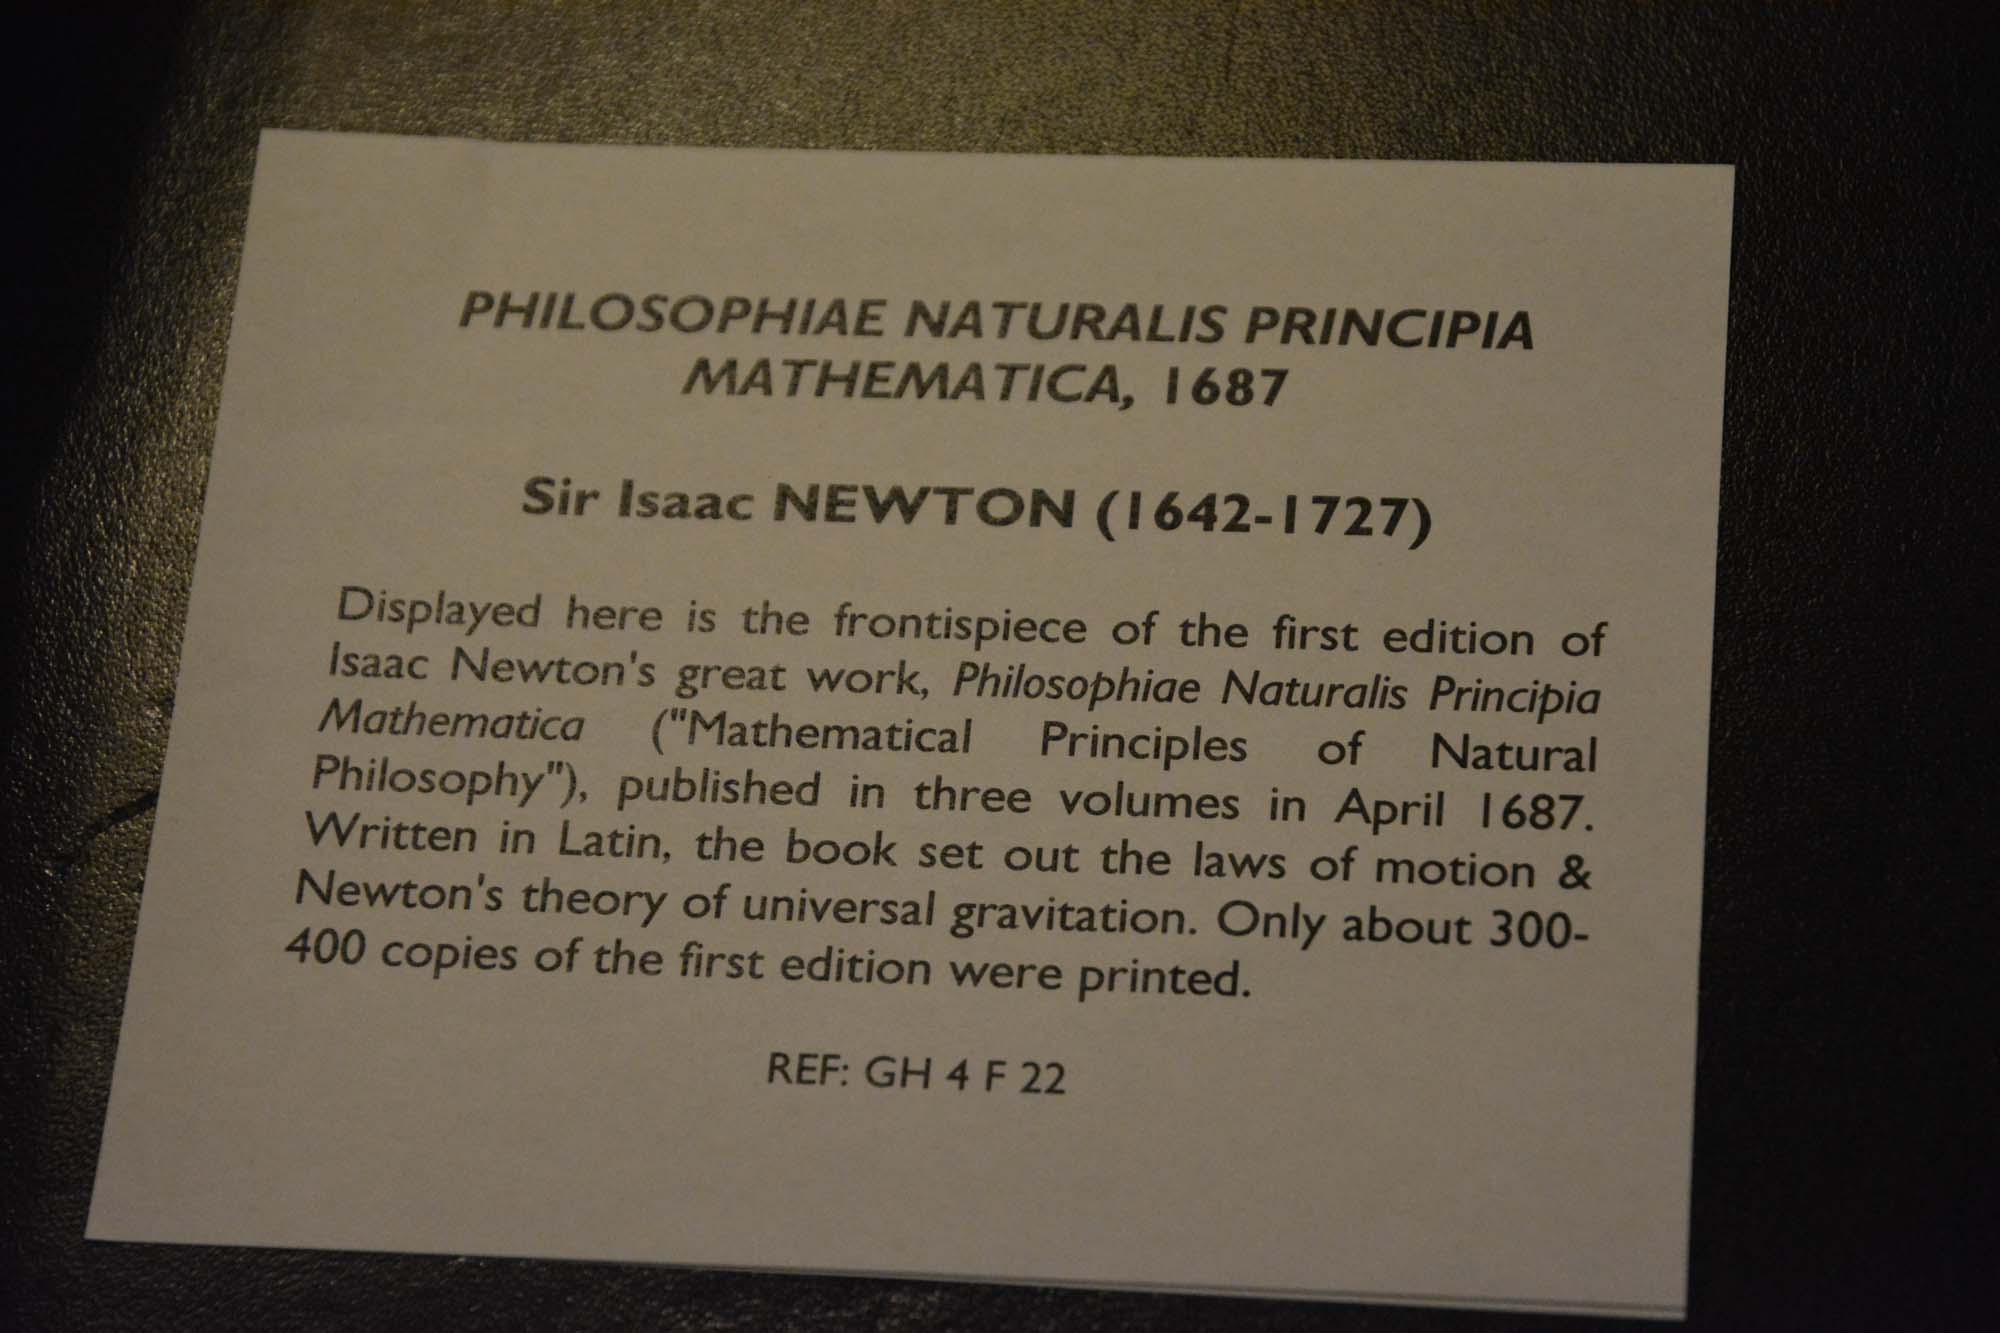 PHILOSOPHIAE NATURALIS PRINCIPIA
MATHEMATICA, 1687
Sir Isaac NEWTON (1642-1727)
Displayed here is the frontispiece of the first edition of
Isaac Newton's great work, Philosophiae Naturalis Principia
Mathematica ("Mathematical Principles of Natural
Philosophy"), published in three volumes in April 1687.
Written in Latin, the book set out the laws of motion &
Newton's theory of universal gravitation. Only about 300-
400 copies of the first edition were printed.
REF: GH 4 F 22